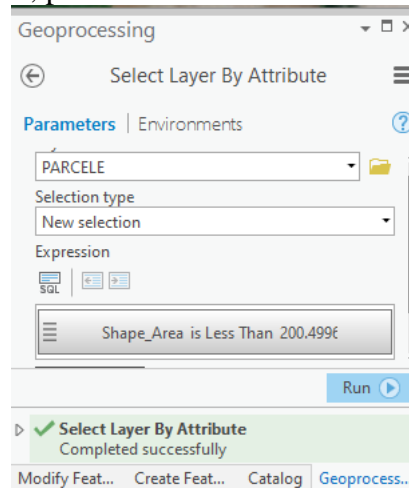 Geoprocessing
Select Layer By Attribute
Parameters | Environments
?
PARCELE
Selection type
New selection
Expression
SQL
Shape_Area is Less Than 200.4996
Run
Select Layer By Attribute
Completed successfully
Modify Feat... Create Feat... Catalog Geoprocess...